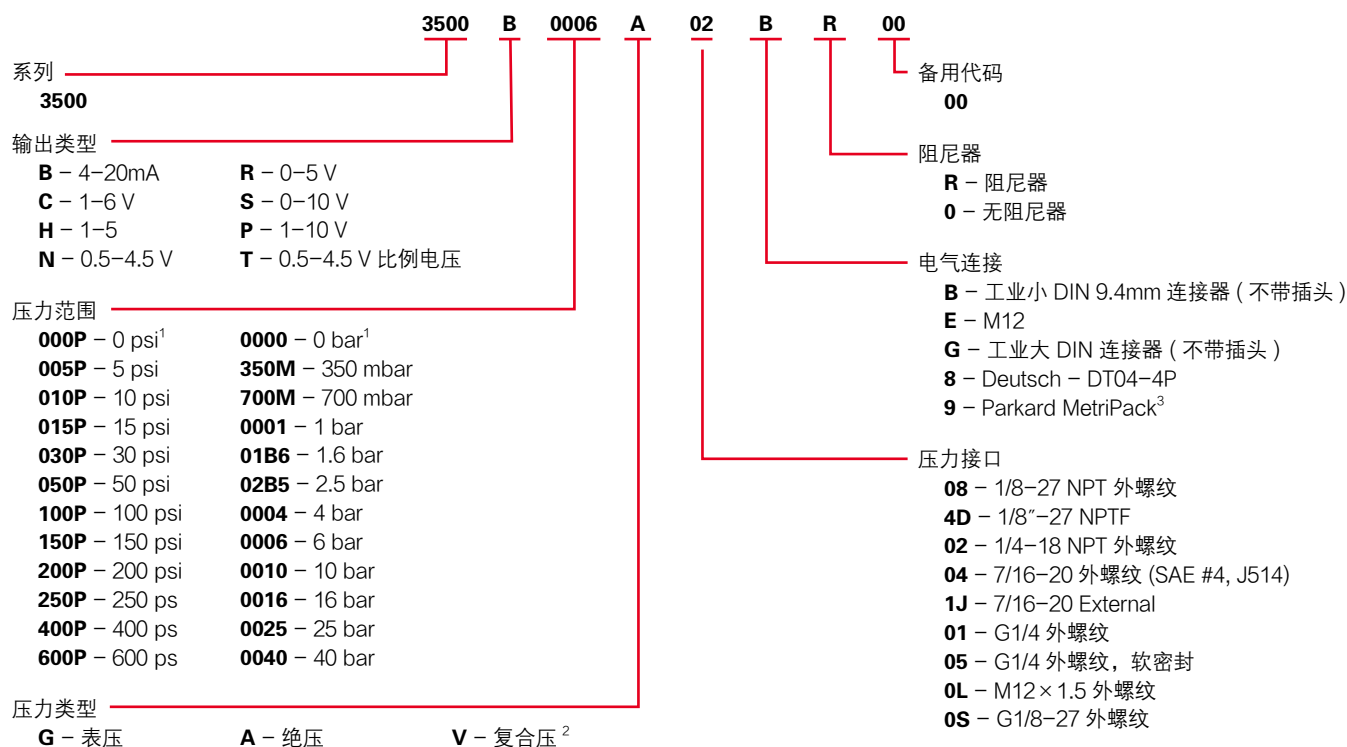 3500 B 0006 A 02 B R 00
系列
3500
输出类型
B – 4–20mA R – 0–5 V
C – 1–6 V S – 0–10 V
H – 1–5 P – 1–10 V
N – 0.5–4.5 V T – 0.5–4.5 V 比例电压
压力范围
000P – 0 psi¹ 0000 – 0 bar¹
005P – 5 psi 350M – 350 mbar
010P – 10 psi 700M – 700 mbar
015P – 15 psi 0001 – 1 bar
030P – 30 psi 01B6 – 1.6 bar
050P – 50 psi 02B5 – 2.5 bar
100P – 100 psi 0004 – 4 bar
150P – 150 psi 0006 – 6 bar
200P – 200 psi 0010 – 10 bar
250P – 250 ps 0016 – 16 bar
400P – 400 ps 0025 – 25 bar
600P – 600 ps 0040 – 40 bar
压力类型
G – 表压 A – 绝压 V – 复合压 ²
备用代码
00
阻尼器
R – 阻尼器
0 – 无阻尼器
电气连接
B – 工业小 DIN 9.4mm 连接器 ( 不带插头 )
E – M12
G – 工业大 DIN 连接器 ( 不带插头 )
8 – Deutsch – DT04–4P
9 – Parkard MetriPack³
压力接口
08 – 1/8–27 NPT 外螺纹
4D – 1/8″–27 NPTF
02 – 1/4–18 NPT 外螺纹
04 – 7/16–20 外螺纹 (SAE #4, J514)
1J – 7/16–20 External
01 – G1/4 外螺纹
05 – G1/4 外螺纹，软密封
0L – M12×1.5 外螺纹
0S – G1/8–27 外螺纹